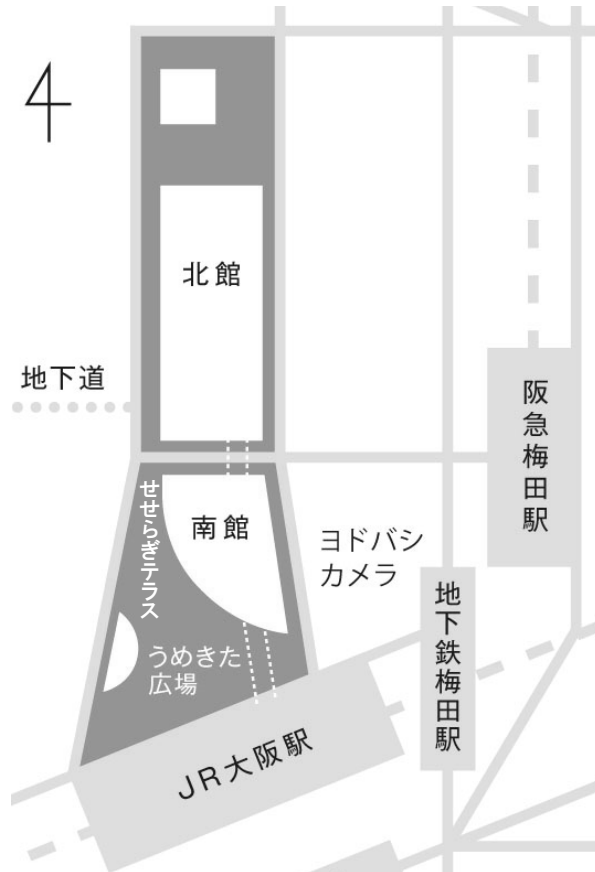 北館
地下道
阪急梅田駅
せせらぎテラス
南館
ヨドバシ
カメラ
地下鉄梅田駅
うめきた
広場
JR大阪駅